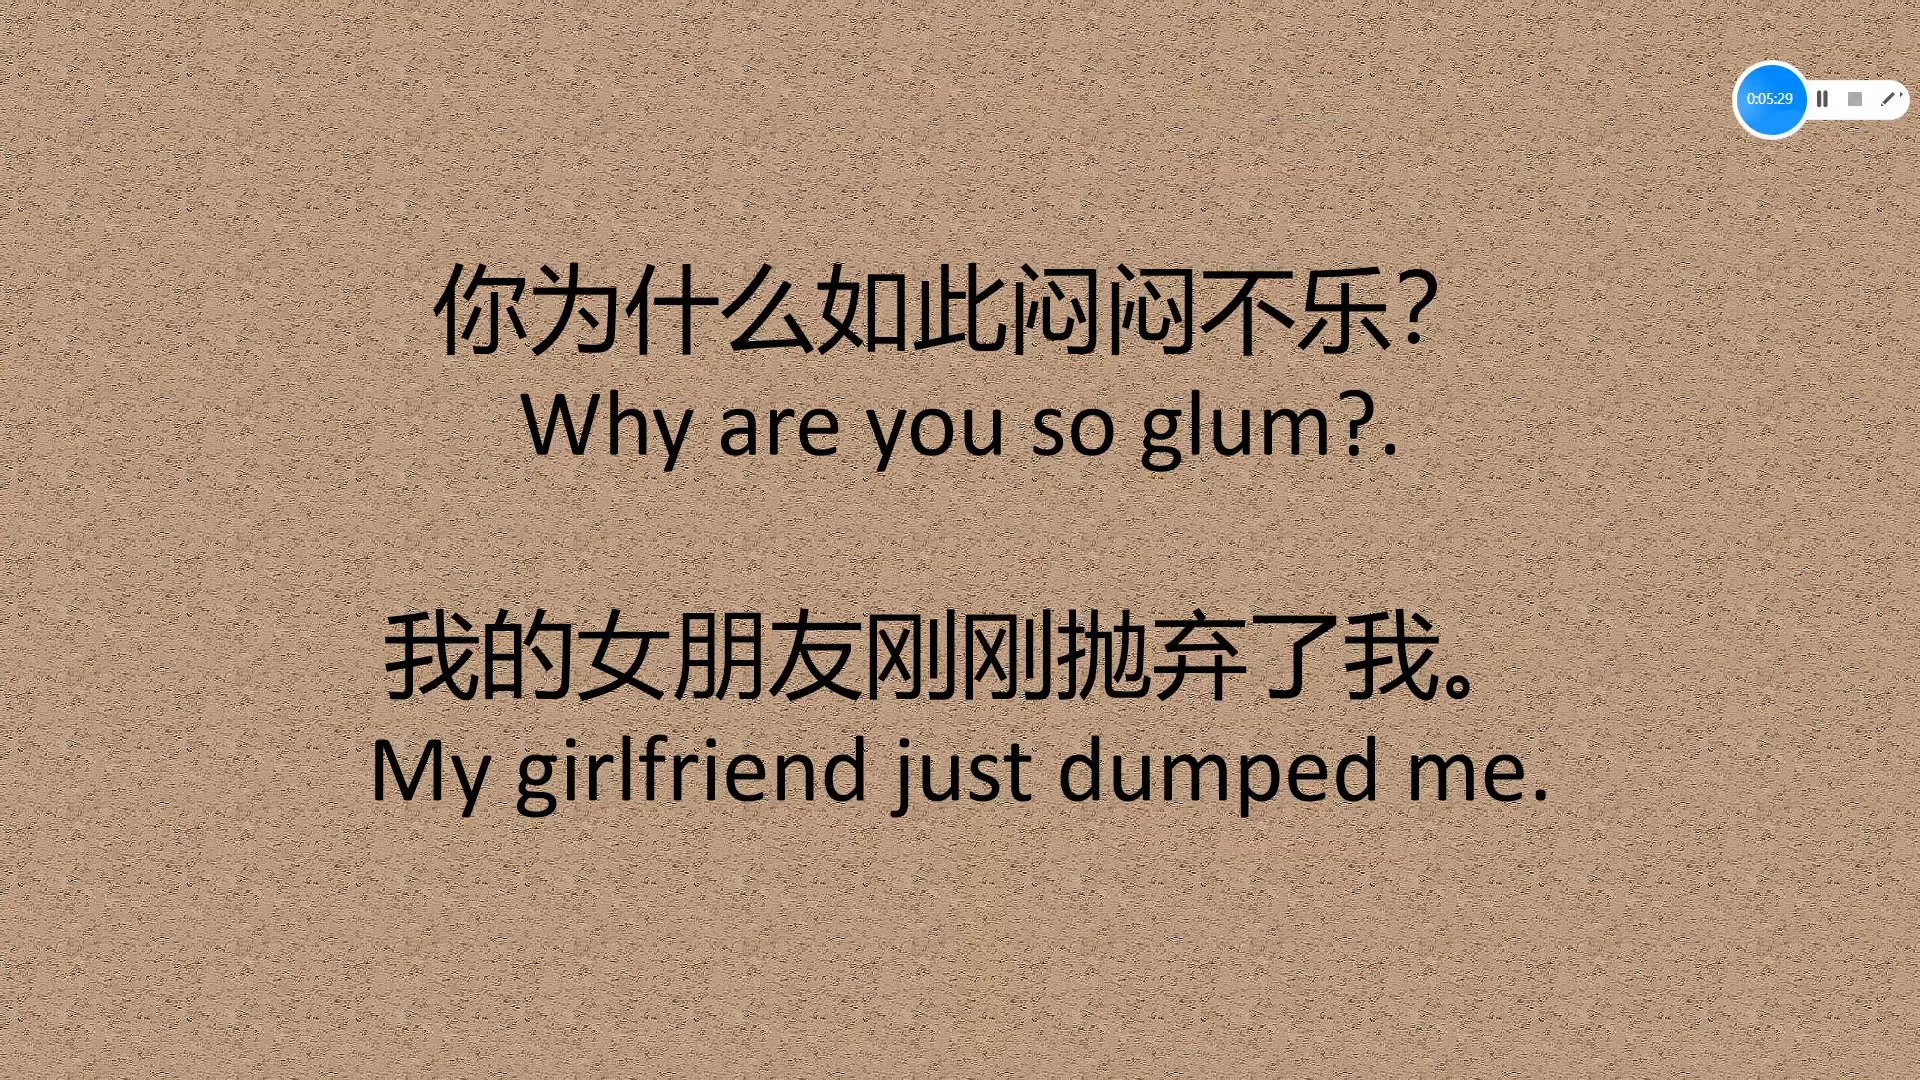 0:05:29
你为什么如此闷闷不乐?
Why are you so glum?.
我的女朋友刚刚抛弃了我。
My girlfriend just dumped me.